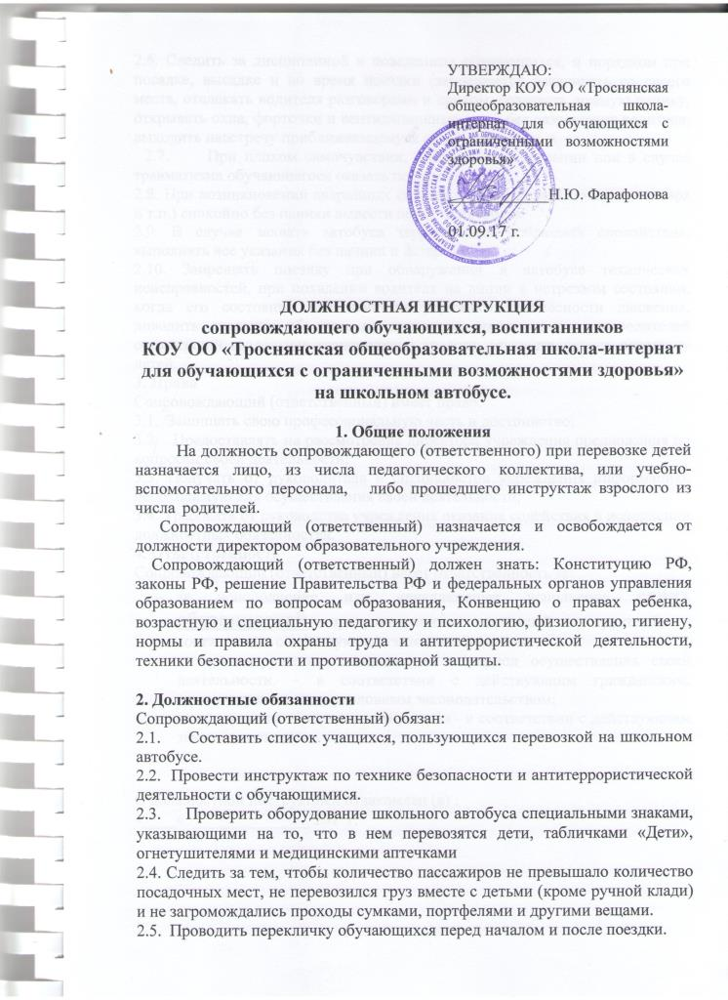 УТВЕРЖДАЮ:
Директор КОУ ОО «Троснянская
общеобразовательная школа-
интернат для обучающихся с
ограниченными возможностями
здоровья»
Н.Ю. Парафонова
01.09.17 г.
ДОЛЖНОСТНАЯ ИНСТРУКЦИЯ
сопровождающего обучающихся, воспитанников
КОУ ОО «Троснянская общеобразовательная школа-интернат
для обучающихся с ограниченными возможностями здоровья»
на школьном автобусе.
1. Общие положения
На должность сопровождающего (ответственного) при перевозке детей
назначается лицо, из числа педагогического коллектива, или учебно-
вспомогательного персонала, либо прошедшего инструктаж взрослого из
числа родителей.
Сопровождающий (ответственный) назначается и освобождается от
должности директором образовательного учреждения.
Сопровождающий (ответственный) должен знать: Конституцию РФ,
законы РФ, решение Правительства РФ и федеральных органов управления
образованием по вопросам образования, Конвенцию о правах ребенка,
возрастную и специальную педагогику и психологию, физиологию, гигиену,
нормы и правила охраны труда и антитеррористической деятельности,
техники безопасности и противопожарной защиты.
2. Должностные обязанности
Сопровождающий (ответственный) обязан:
2.1. Составить список учащихся, пользующихся перевозкой на школьном
автобусе.
2.2. Провести инструктаж по технике безопасности и антитеррористической
деятельности с обучающимися.
2.3. Проверить оборудование школьного автобуса специальными знаками,
указывающими на то, что в нем перевозятся дети, табличками «Дети»,
огнетушителями и медицинскими аптечками
2.4. Следить за тем, чтобы количество пассажиров не превышало количество
посадочных мест, не перевозился груз вместе с детьми (кроме ручной клади)
и не загромождались проходы сумками, портфелями и другими вещами.
2.5. Проводить перекличку обучающихся перед началом и после поездки.